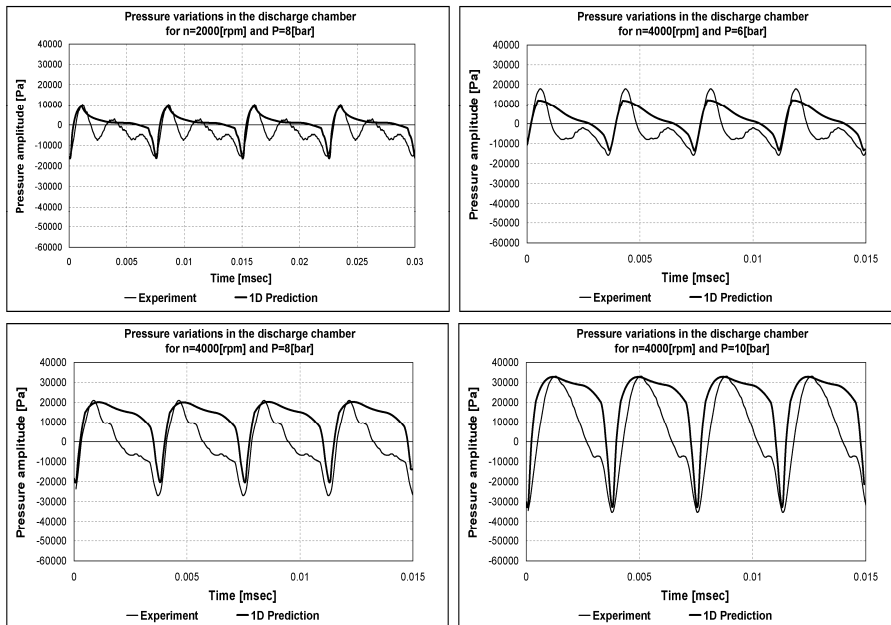 Pressure variations in the discharge chamber
for n=2000[rpm] and P=8[bar]
Pressure amplitude [Pa]
40000
30000
20000
10000
0
-10000
-20000
-30000
-40000
-50000
-60000
0 0.005 0.01 0.015 0.02 0.025 0.03
Time [msec]
Experiment 1D Prediction
Pressure variations in the discharge chamber
for n=4000[rpm] and P=6[bar]
Pressure amplitude [Pa]
40000
30000
20000
10000
0
-10000
-20000
-30000
-40000
-50000
-60000
0 0.005 0.01 0.015
Time [msec]
Experiment 1D Prediction
Pressure variations in the discharge chamber
for n=4000[rpm] and P=8[bar]
Pressure amplitude [Pa]
40000
30000
20000
10000
0
-10000
-20000
-30000
-40000
-50000
-60000
0 0.005 0.01 0.015
Time [msec]
Experiment 1D Prediction
Pressure variations in the discharge chamber
for n=4000[rpm] and P=10[bar]
Pressure amplitude [Pa]
40000
30000
20000
10000
0
-10000
-20000
-30000
-40000
-50000
-60000
0 0.005 0.01 0.015
Time [msec]
Experiment 1D Prediction